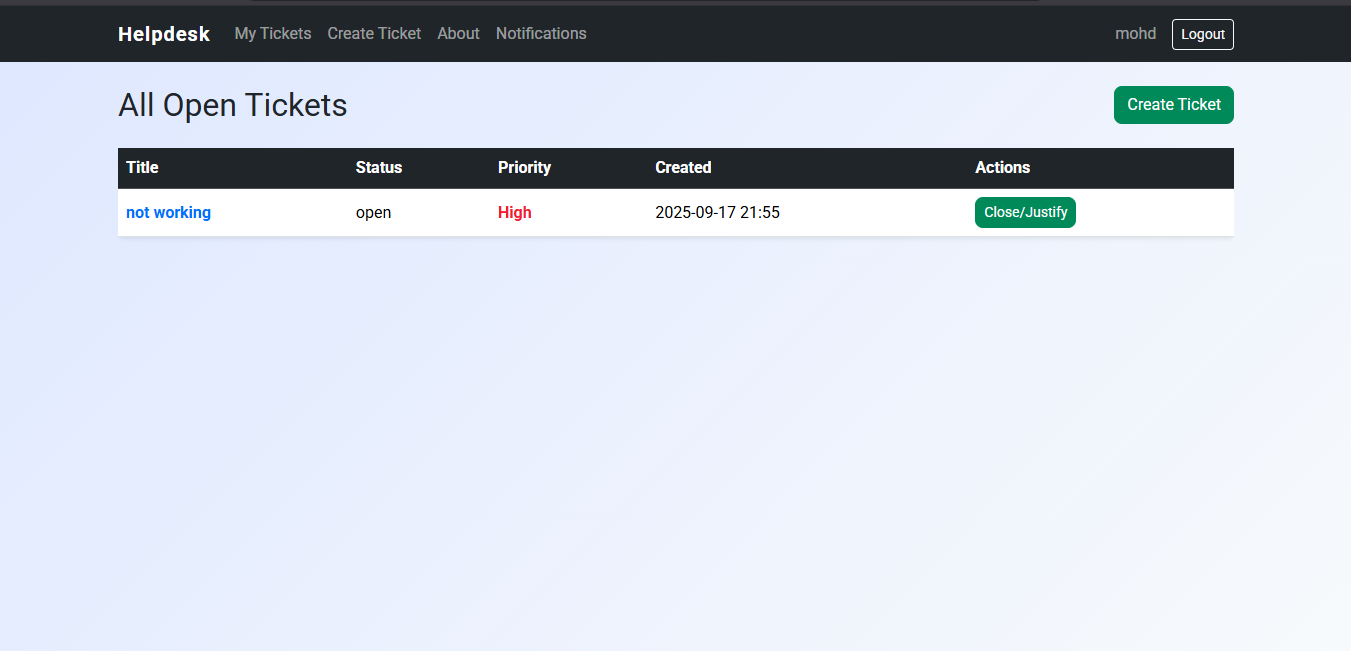 Helpdesk My Tickets Create Ticket About Notifications mohd Logout
All Open Tickets Create Ticket
Title Status Priority Created Actions
not working open High 2025-09-17 21:55 Close/Justify